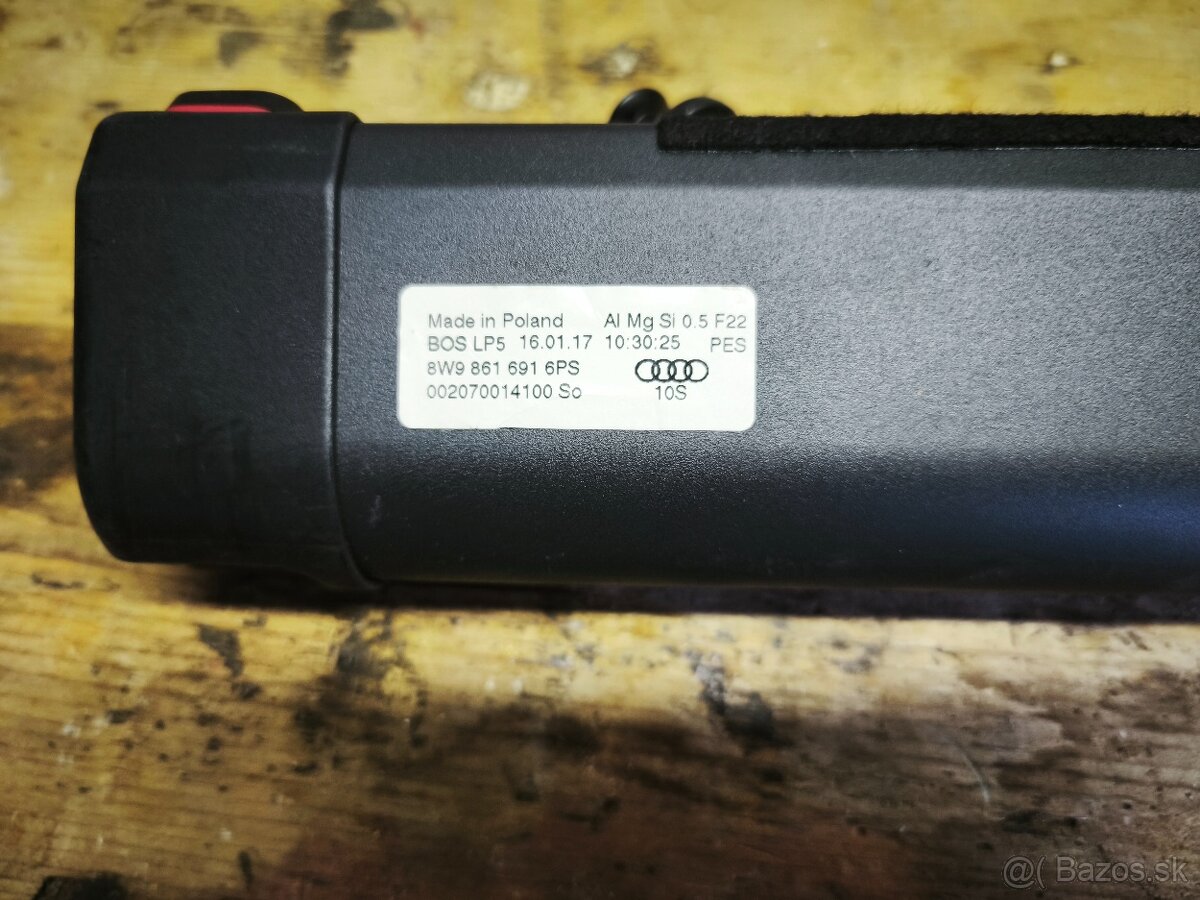 Made in Poland Al Mg Si 0.5 F22
BOS LP5 16.01.17 10:30:25 PES
8W9 861 691 6PS
002070014100 So 10S
@( Bazos.sk